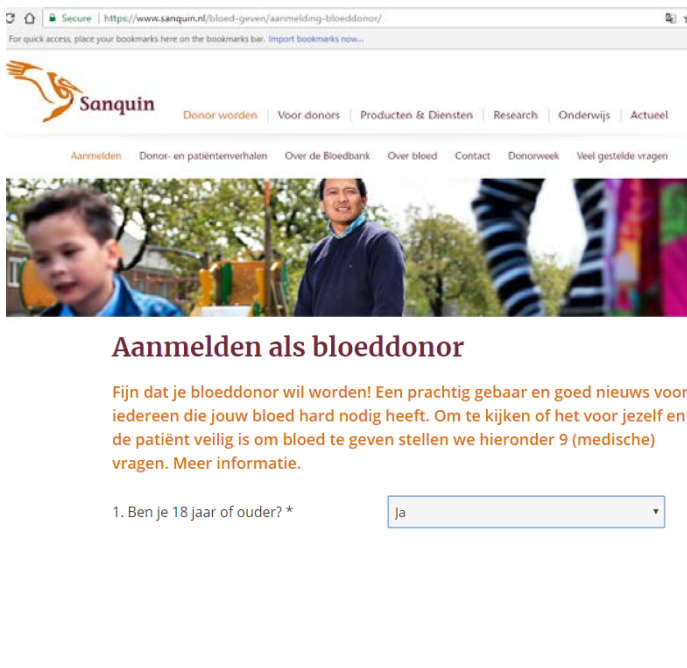 Secure | https://www.sanquin.nl/bloed-geven/aanmelding-bloeddonor/
For quick access, place your bookmarks here on the bookmarks bar. Import bookmarks now...
Sanquin
Donor worden | Voor donors | Producten & Diensten | Research | Onderwijs | Actueel
Aanmelden Donor- en patiëntenverhalen Over de Bloedbank Over bloed Contact Donorweek Veel gestelde vragen
Aanmelden als bloeddonor
Fijn dat je bloeddonor wil worden! Een prachtig gebaar en goed nieuws voor
iedereen die jouw bloed hard nodig heeft. Om te kijken of het voor jezelf en
de patiënt veilig is om bloed te geven stellen we hieronder 9 (medische)
vragen. Meer informatie.
1. Ben je 18 jaar of ouder? * Ja